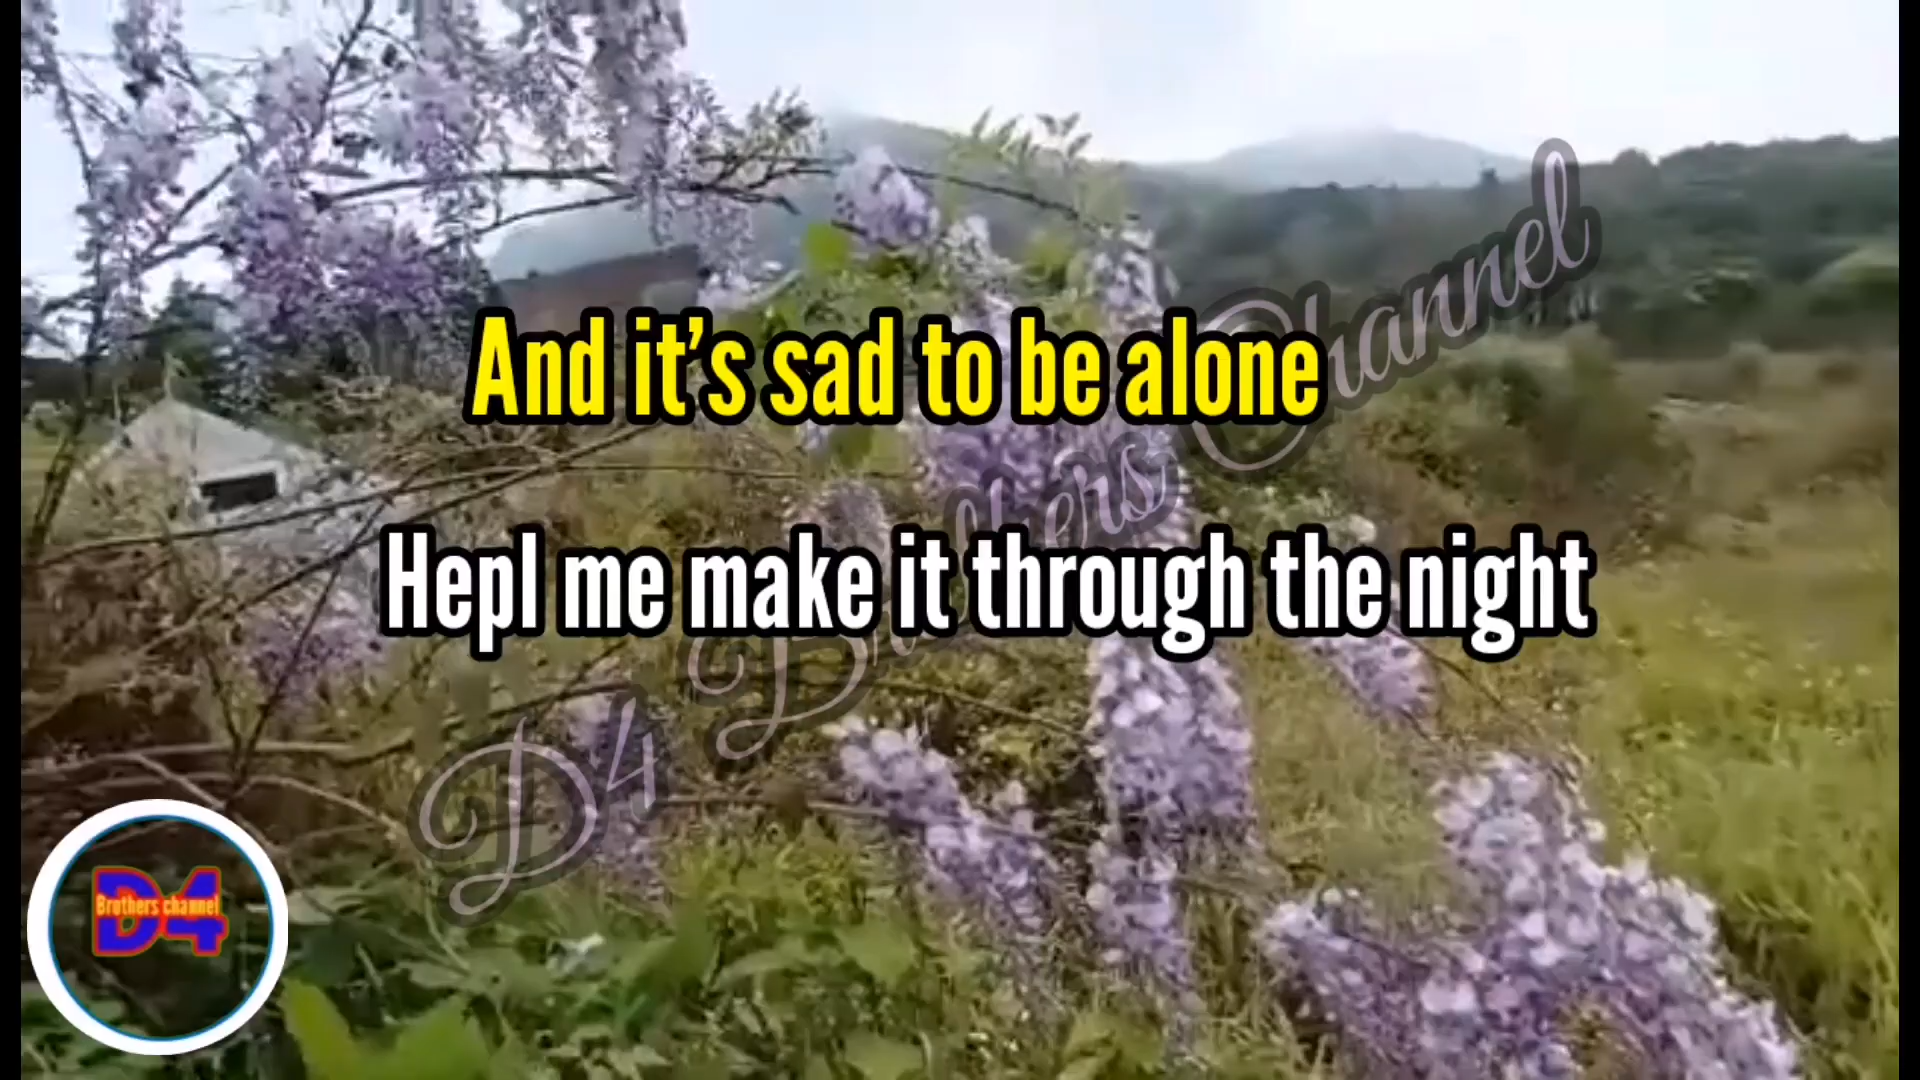 And it's sad to be alone
Hepl me make it through the night
D4 Brothers Channel
D4
Brothers channel